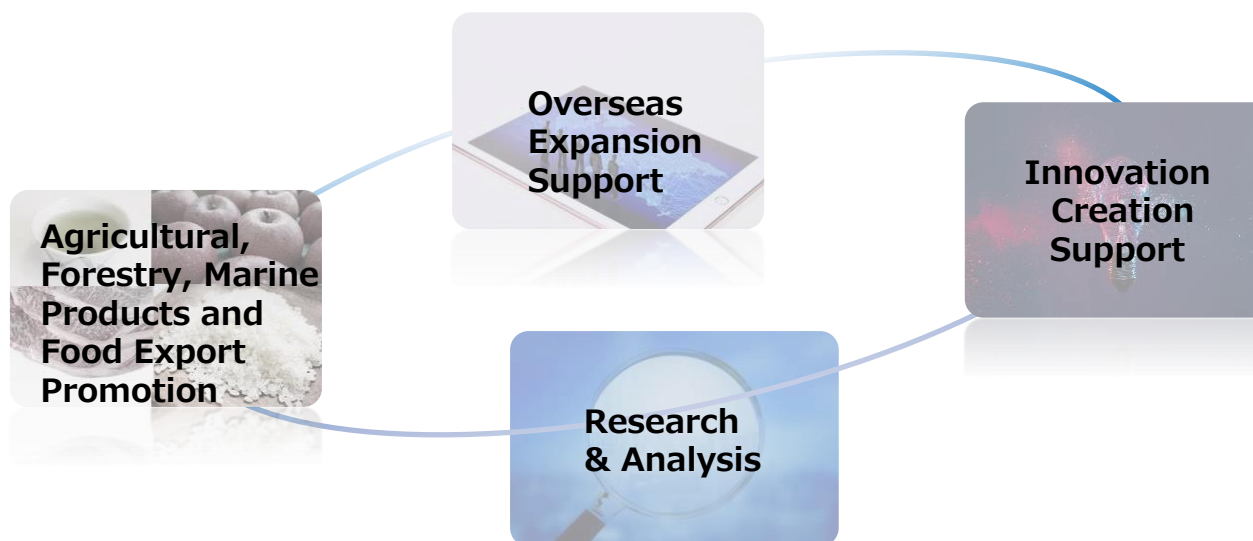 Overseas
Expansion
Support
Innovation
Creation
Support
Agricultural,
Forestry, Marine
Products and
Food Export
Promotion
Research
& Analysis